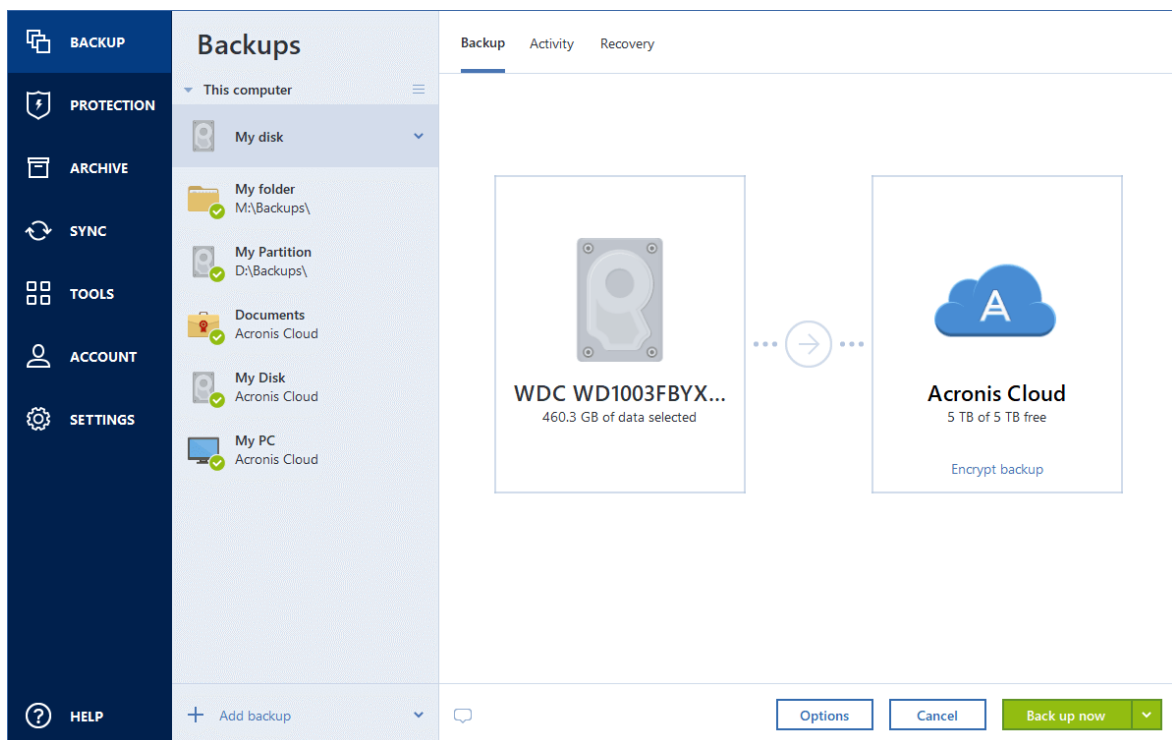 BACKUP
PROTECTION
ARCHIVE
SYNC
TOOLS
ACCOUNT
SETTINGS
HELP
Backups
This computer
My disk
My folder
M:\Backups\
My Partition
D:\Backups\
Documents
Acronis Cloud
My Disk
Acronis Cloud
My PC
Acronis Cloud
Add backup
Backup Activity Recovery
WDC WD1003FBYX...
460.3 GB of data selected
Acronis Cloud
5 TB of 5 TB free
Encrypt backup
Options Cancel Back up now